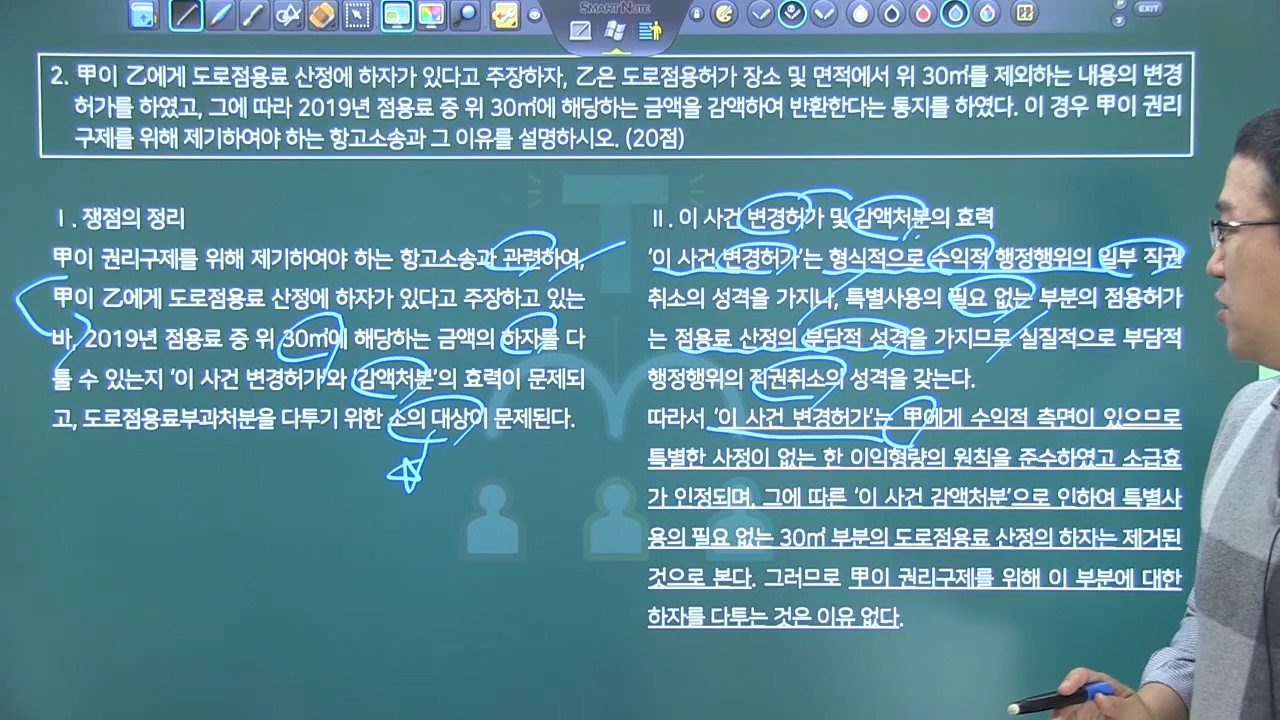 SMART NOTE
EXIT
2. 甲이 乙에게 도로점용료 산정에 하자가 있다고 주장하자, 乙은 도로점용허가 장소 및 면적에서 위 30㎡를 제외하는 내용의 변경
허가를 하였고, 그에 따라 2019년 점용료 중 위 30㎡에 해당하는 금액을 감액하여 반환한다는 통지를 하였다. 이 경우 甲이 권리
구제를 위해 제기하여야 하는 항고소송과 그 이유를 설명하시오. (20점)
Ⅰ. 쟁점의 정리
甲이 권리구제를 위해 제기하여야 하는 항고소송과 관련하여,
甲이 乙에게 도로점용료 산정에 하자가 있다고 주장하고 있는
바, 2019년 점용료 중 위 30㎡에 해당하는 금액의 하자를 다
툴 수 있는지 '이 사건 변경허가'와 '감액처분'의 효력이 문제되
고, 도로점용료부과처분을 다투기 위한 소의 대상이 문제된다.
Ⅱ. 이 사건 변경허가 및 감액처분의 효력
'이 사건 변경허가'는 형식적으로 수익적 행정행위의 일부 직권
취소의 성격을 가지나, 특별사용의 필요 없는 부분의 점용허가
는 점용료 산정의 부담적 성격을 가지므로 실질적으로 부담적
행정행위의 직권취소의 성격을 갖는다.
따라서 '이 사건 변경허가'는 甲에게 수익적 측면이 있으므로
특별한 사정이 없는 한 이익형량의 원칙을 준수하였고 소급효
가 인정되며, 그에 따른 '이 사건 감액처분'으로 인하여 특별사
용의 필요 없는 30㎡ 부분의 도로점용료 산정의 하자는 제거된
것으로 본다. 그러므로 甲이 권리구제를 위해 이 부분에 대한
하자를 다투는 것은 이유 없다.